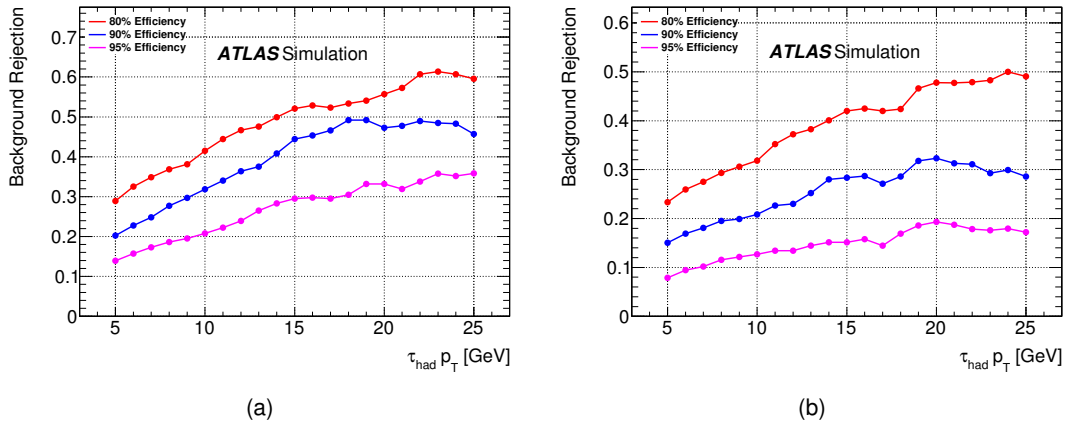 80% Efficiency
90% Efficiency
95% Efficiency
ATLAS Simulation
Background Rejection
0.7
0.6
0.5
0.4
0.3
0.2
0.1
0
5 10 15 20 25
τhad pT [GeV]
(a)
80% Efficiency
90% Efficiency
95% Efficiency
ATLAS Simulation
Background Rejection
0.6
0.5
0.4
0.3
0.2
0.1
0
5 10 15 20 25
τhad pT [GeV]
(b)